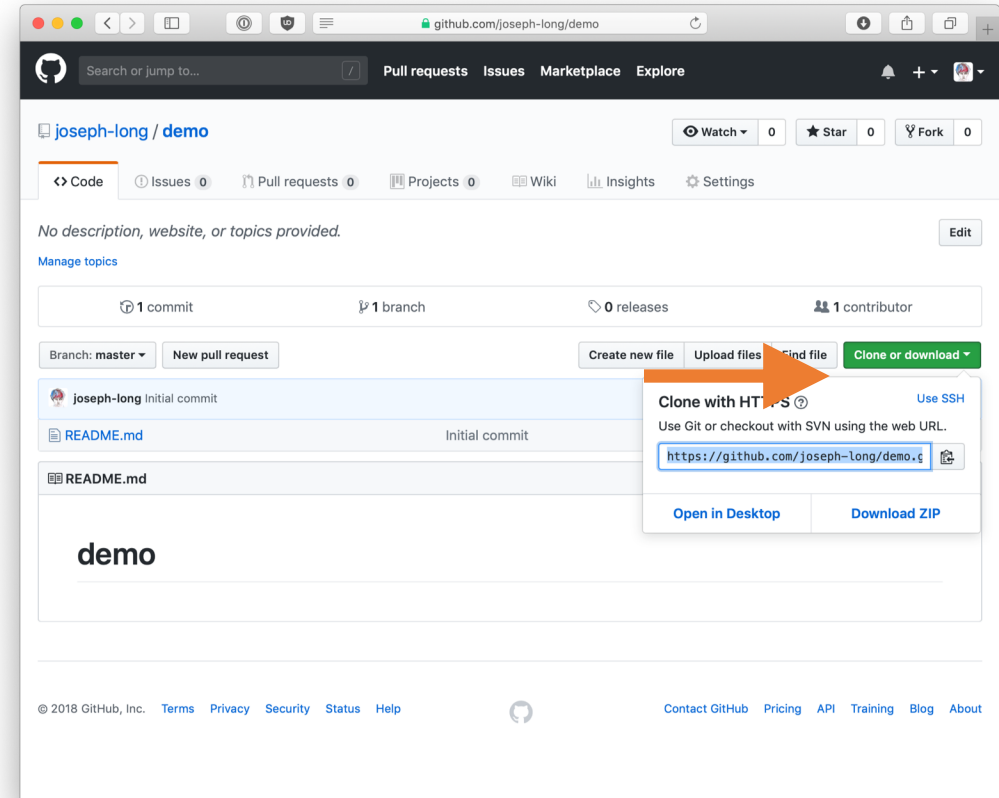 github.com/joseph-long/demo
Search or jump to... /
Pull requests Issues Marketplace Explore
joseph-long / demo
Watch 0 Star 0 Fork 0
Code Issues 0 Pull requests 0 Projects 0 Wiki Insights Settings
No description, website, or topics provided.
Edit
Manage topics
1 commit 1 branch 0 releases 1 contributor
Branch: master New pull request Create new file Upload files Find file Clone or download
joseph-long Initial commit
README.md Initial commit
Clone with HTTPS ? Use SSH
Use Git or checkout with SVN using the web URL.
https://github.com/joseph-long/demo.g
Open in Desktop Download ZIP
README.md
demo
© 2018 GitHub, Inc. Terms Privacy Security Status Help Contact GitHub Pricing API Training Blog About